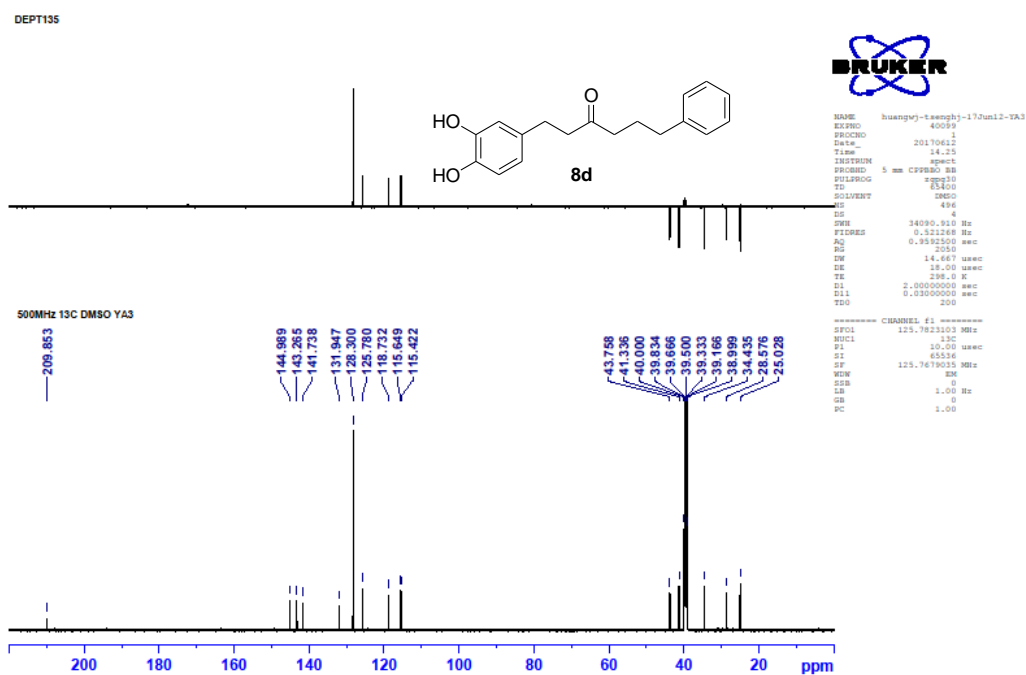 DEPT135
BRUKER
HO
HO
O
8d
NAME huangwj-tsenghj-17Jun12-YA3
EXPNO 40099
PROCNO 1
Date_ 20170612
Time 14.25
INSTRUM spect
PROBHD 5 mm CPPBBO BB
PULPROG zgpg30
TD 65400
SOLVENT DMSO
NS 496
DS 4
SWH 34090.910 Hz
FIDRES 0.521268 Hz
AQ 0.9592500 sec
RG 2050
DW 14.667 usec
DE 18.00 usec
TE 298.0 K
D1 2.00000000 sec
D11 0.03000000 sec
TD0 200
======== CHANNEL f1 ========
SFO1 125.7823103 MHz
NUC1 13C
P1 10.00 usec
SI 65536
SF 125.7679035 MHz
WDW EM
SSB 0
LB 1.00 Hz
GB 0
PC 1.00
500MHz 13C DMSO YA3
209.853
144.989
143.265
141.738
131.947
128.300
125.780
118.732
115.649
115.422
43.758
41.336
40.000
39.834
39.666
39.500
39.333
39.166
38.999
34.435
28.576
25.028
200 180 160 140 120 100 80 60 40 20 ppm